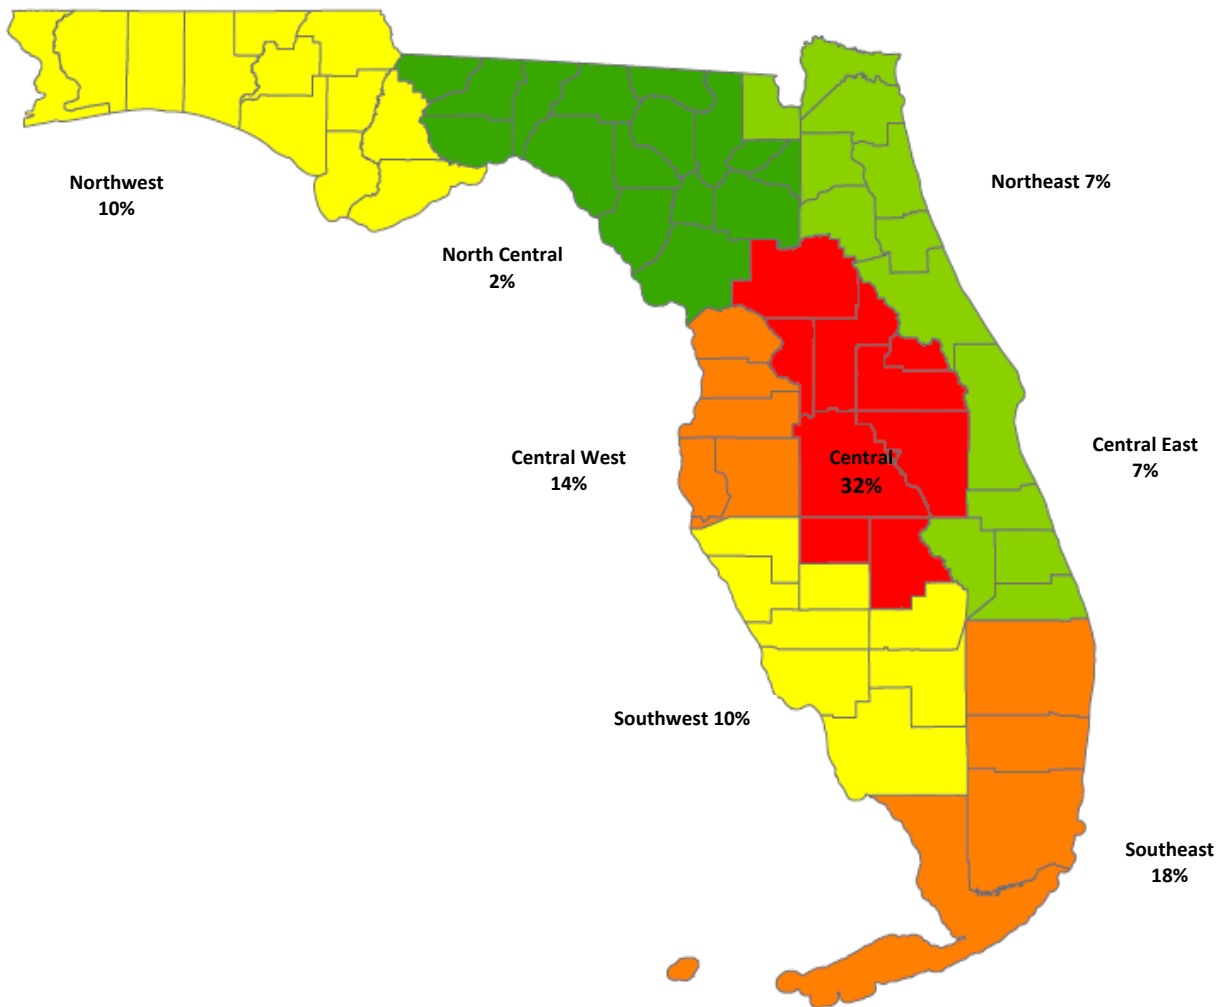 Northwest
10%
Northeast 7%
North Central
2%
Central West
14%
Central
32%
Central East
7%
Southwest 10%
Southeast
18%